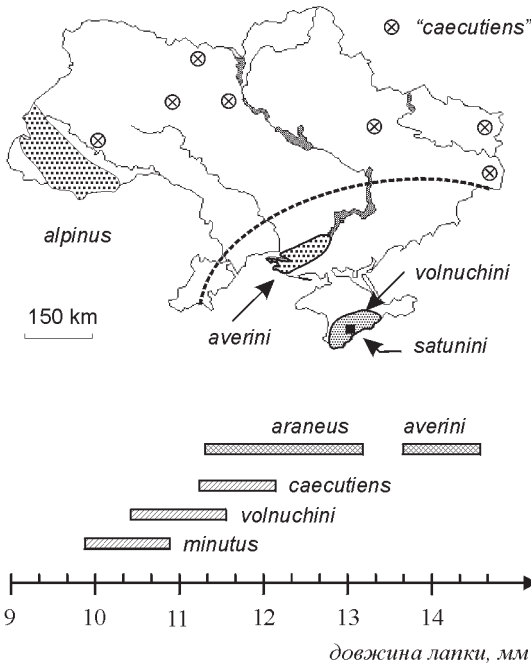 "caecutiens"
alpinus
volnuchini
150 km
averini
satunini
araneus averini
caecutiens
volnuchini
minutus
9 10 11 12 13 14
довжина лапки, мм